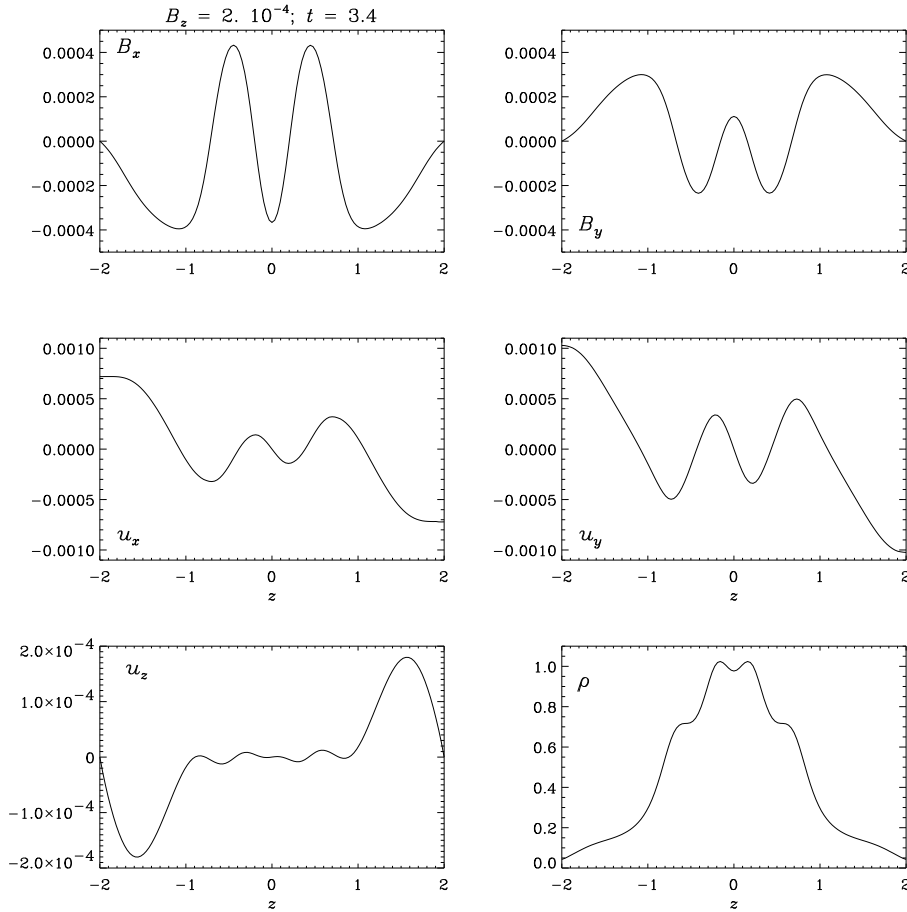 B_z = 2. 10^−4; t = 3.4
B_x
0.0004
0.0002
0.0000
−0.0002
−0.0004
−2 −1 0 1 2
B_y
0.0004
0.0002
0.0000
−0.0002
−0.0004
−2 −1 0 1 2
u_x
0.0010
0.0005
0.0000
−0.0005
−0.0010
−2 −1 0 1 2
z
u_y
0.0010
0.0005
0.0000
−0.0005
−0.0010
−2 −1 0 1 2
z
u_z
2.0×10^−4
1.0×10^−4
0
−1.0×10^−4
−2.0×10^−4
−2 −1 0 1 2
z
ρ
1.0
0.8
0.6
0.4
0.2
0.0
−2 −1 0 1 2
z